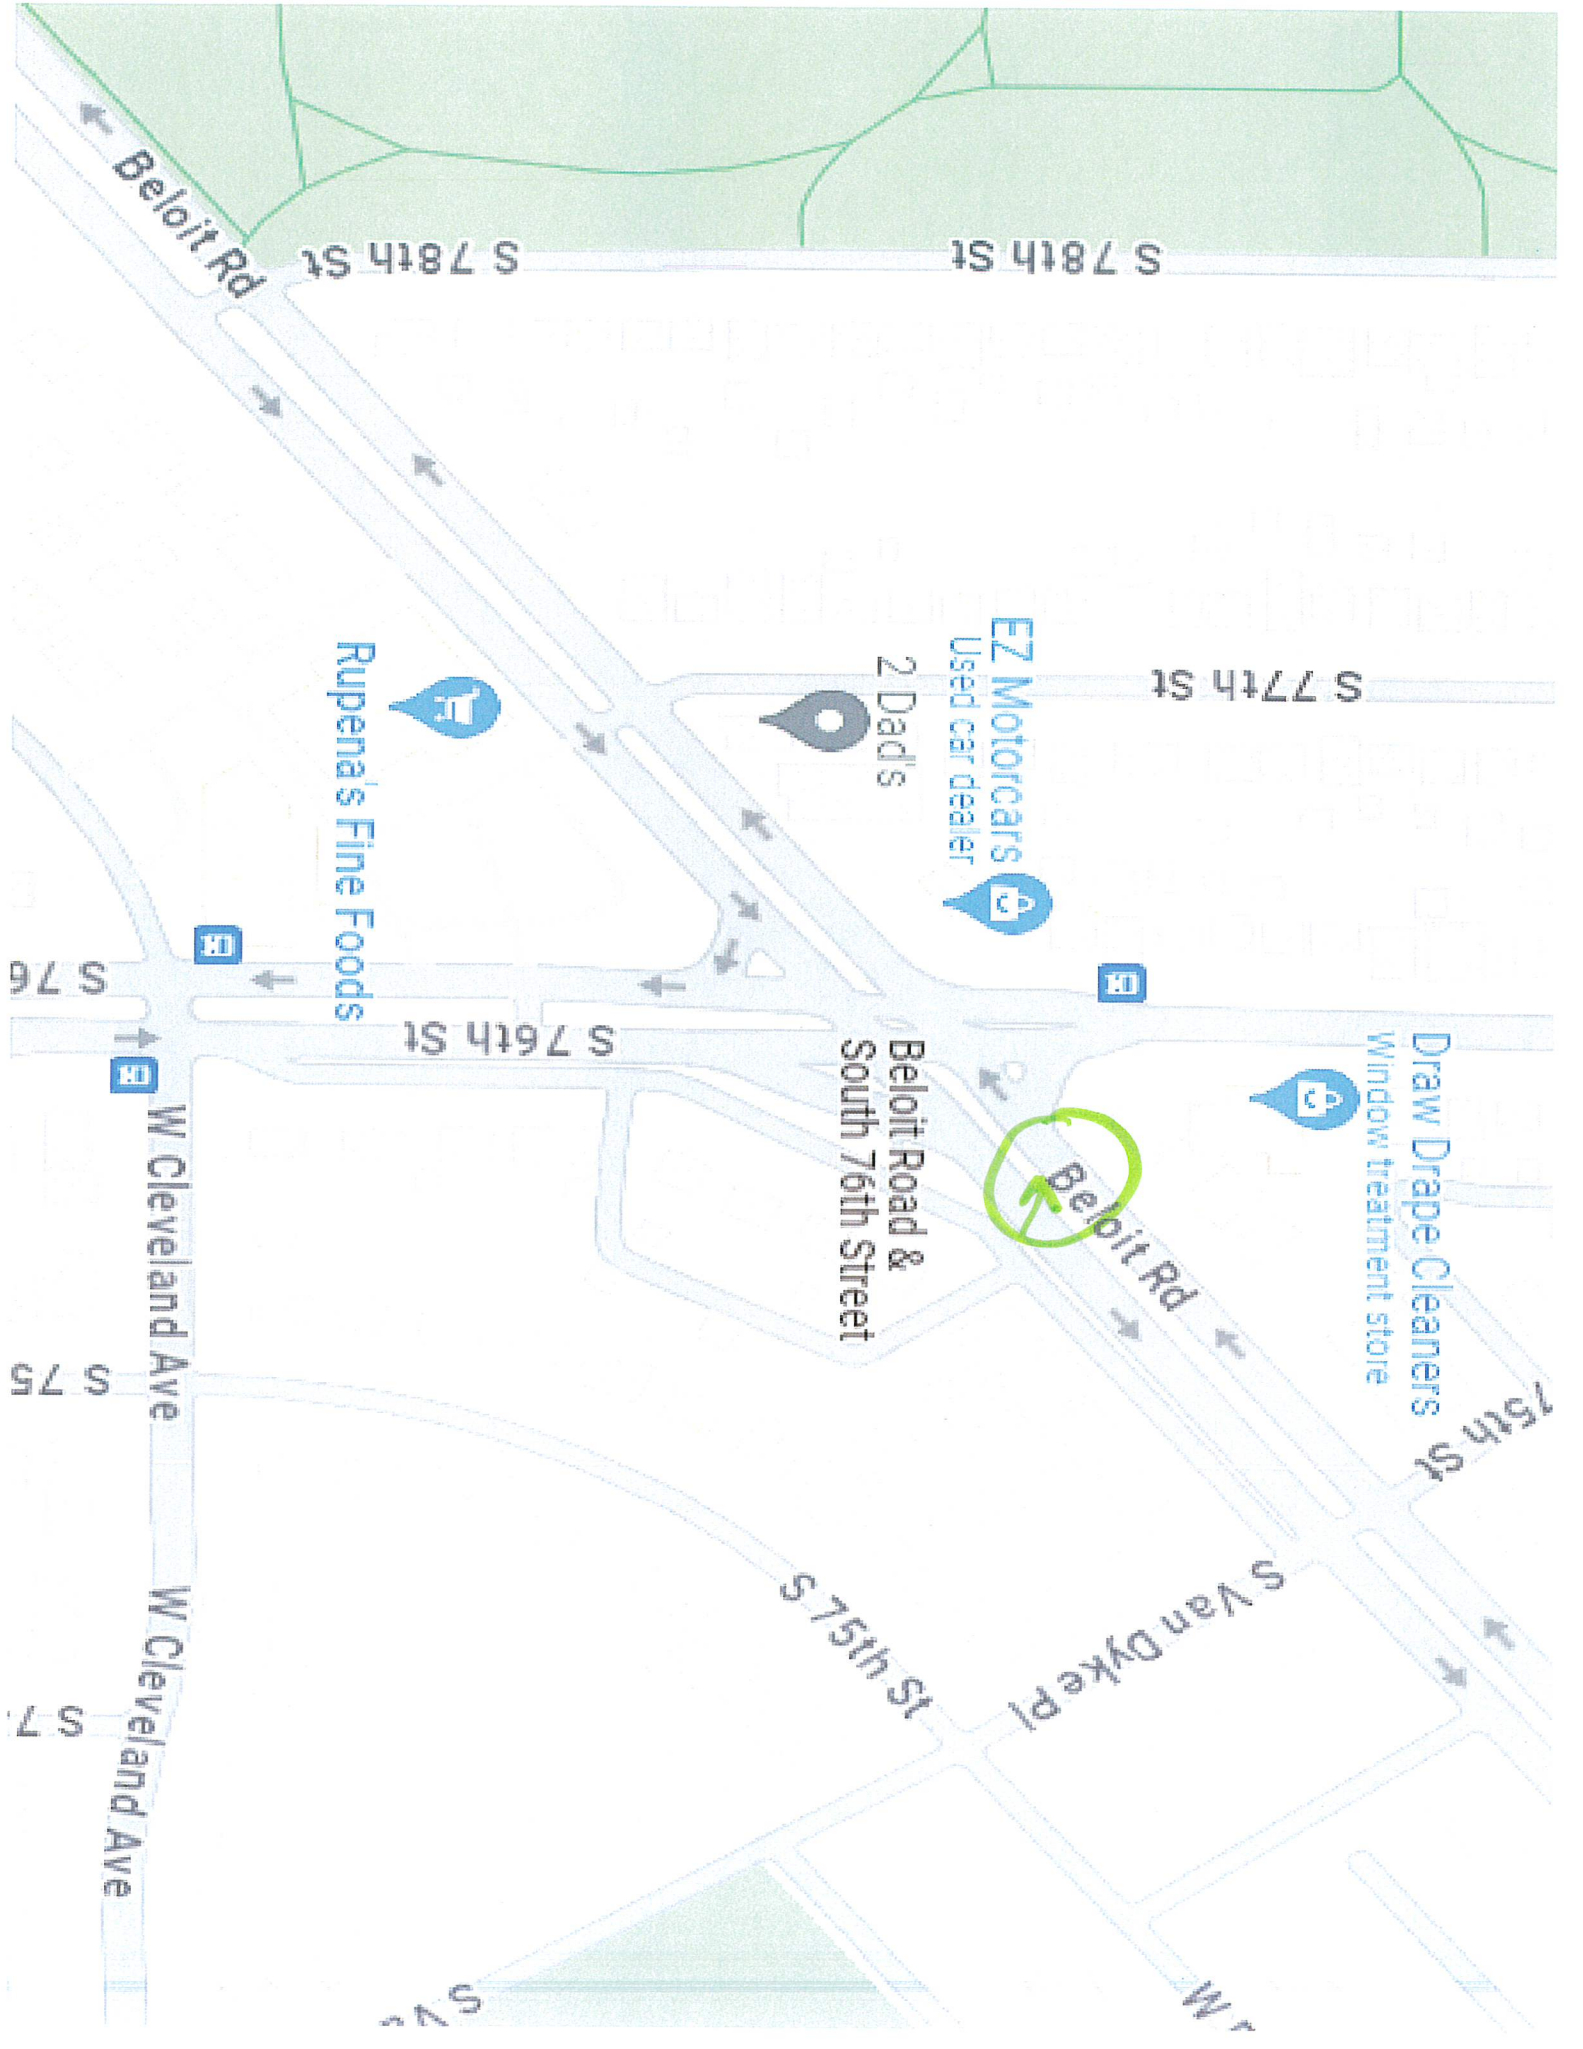 Beloit Rd
S 78th St
S 78th St
EZ Motorcars
Used car dealer
2 Dad's
S 77th St
Rupena's Fine Foods
S 76
S 76th St
Beloit Road &
South 76th Street
Draw Drape Cleaners
Window treatment store
Beloit Rd
W Cleveland Ave
S 75
75th St
S 75th St
S Van Dyke Pl
W Cleveland Ave
S 7
S Va
W